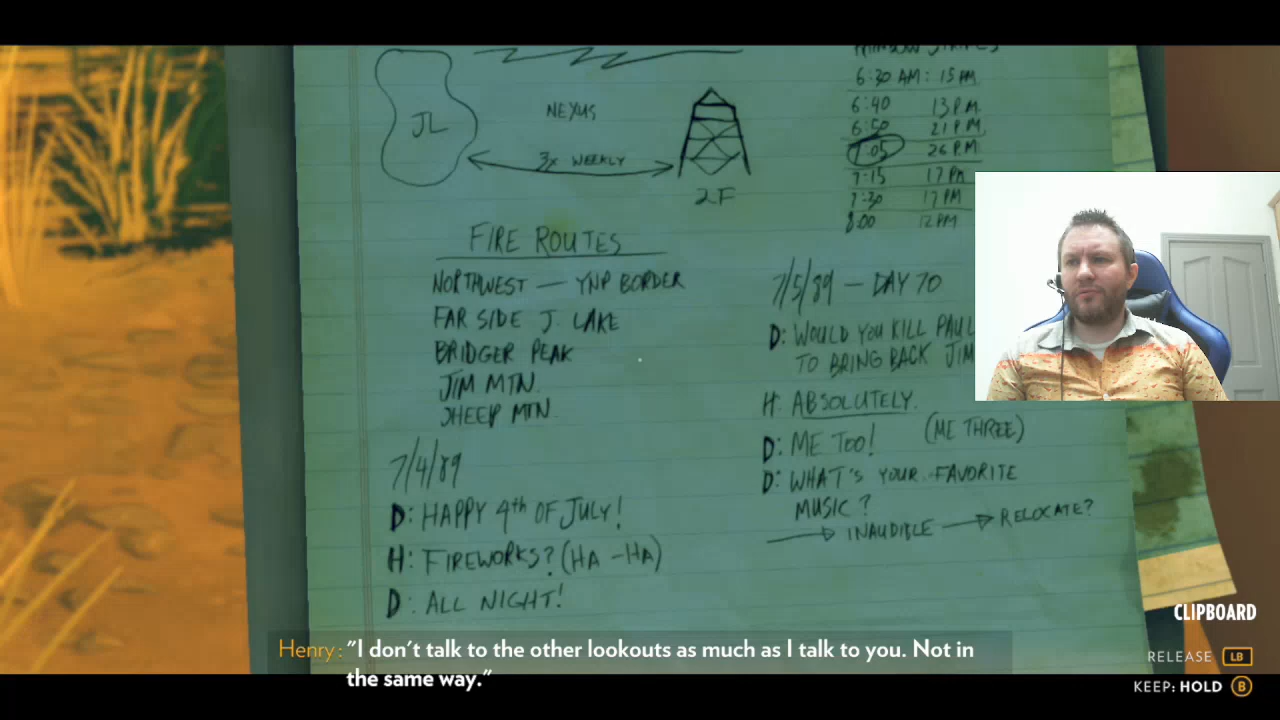 JL
NEXUS
3x WEEKLY
2F
RAINBOW STRIPES
6:30 AM: 15 PM
6:40 13 P.M.
6:50 21 P.M.
7:05 26 P.M
7:15 17 PM
7:30 17 PM
8:00 12 PM
FIRE ROUTES
NORTHWEST — YNP BORDER
FAR SIDE J. LAKE
BRIDGER PEAK
JIM MTN.
SHEEP MTN.
7/4/89
D: HAPPY 4th OF JULY!
H: FIREWORKS? (HA-HA)
D: ALL NIGHT!
7/5/89 — DAY 70
D: WOULD YOU KILL PAUL
TO BRING BACK JIM
H: ABSOLUTELY.
D: ME TOO! (ME THREE)
D: WHAT'S YOUR FAVORITE
MUSIC?
INAUDIBLE → RELOCATE?
CLIPBOARD
RELEASE LB
KEEP: HOLD B
Henry: "I don't talk to the other lookouts as much as I talk to you. Not in
the same way."